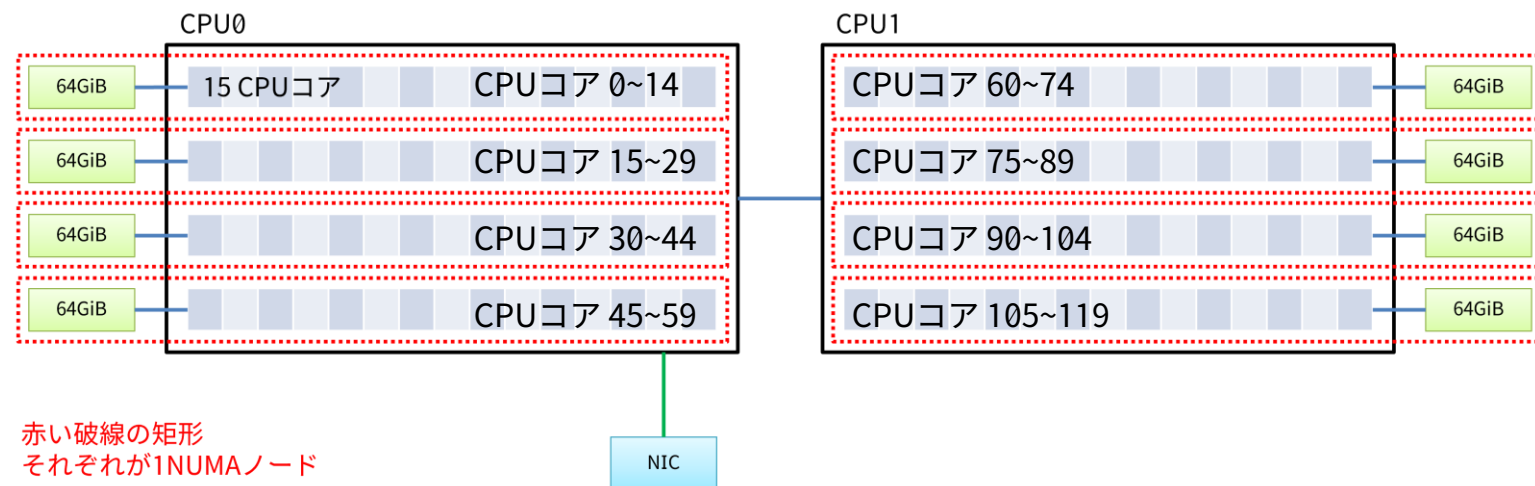 CPU0
CPU1
64GiB
15 CPUコア
CPUコア 0~14
CPUコア 60~74
64GiB
64GiB
CPUコア 15~29
CPUコア 75~89
64GiB
64GiB
CPUコア 30~44
CPUコア 90~104
64GiB
64GiB
CPUコア 45~59
CPUコア 105~119
64GiB
赤い破線の矩形
それぞれが1NUMAノード
NIC